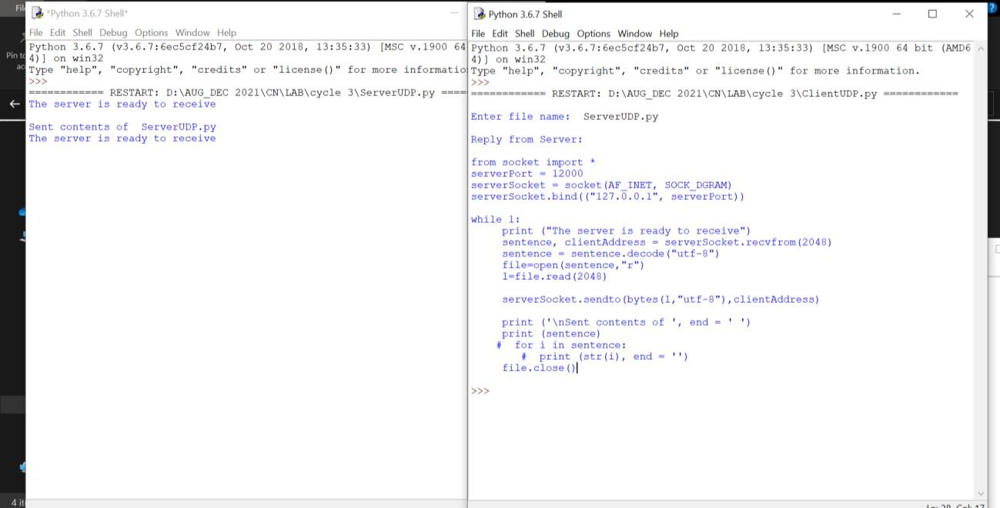 Fil
Pin to
ac
4 it
*Python 3.6.7 Shell*
File Edit Shell Debug Options Window Help
Python 3.6.7 (v3.6.7:6ec5cf24b7, Oct 20 2018, 13:35:33) [MSC v.1900 64
4)] on win32
Type "help", "copyright", "credits" or "license()" for more informatio
>>>
============ RESTART: D:\AUG_DEC 2021\CN\LAB\cycle 3\ServerUDP.py ====
The server is ready to receive
Sent contents of  ServerUDP.py
The server is ready to receive
Python 3.6.7 Shell
File Edit Shell Debug Options Window Help
Python 3.6.7 (v3.6.7:6ec5cf24b7, Oct 20 2018, 13:35:33) [MSC v.1900 64 bit (AMD6
4)] on win32
Type "help", "copyright", "credits" or "license()" for more information.
>>>
============ RESTART: D:\AUG_DEC 2021\CN\LAB\cycle 3\ClientUDP.py ============
Enter file name:  ServerUDP.py
Reply from Server:
from socket import *
serverPort = 12000
serverSocket = socket(AF_INET, SOCK_DGRAM)
serverSocket.bind(("127.0.0.1", serverPort))
while 1:
     print ("The server is ready to receive")
     sentence, clientAddress = serverSocket.recvfrom(2048)
     sentence = sentence.decode("utf-8")
     file=open(sentence,"r")
     l=file.read(2048)
     serverSocket.sendto(bytes(l,"utf-8"),clientAddress)
     print ('\nSent contents of ', end = ' ')
     print (sentence)
    #  for i in sentence:
        #  print (str(i), end = '')
     file.close()
>>>